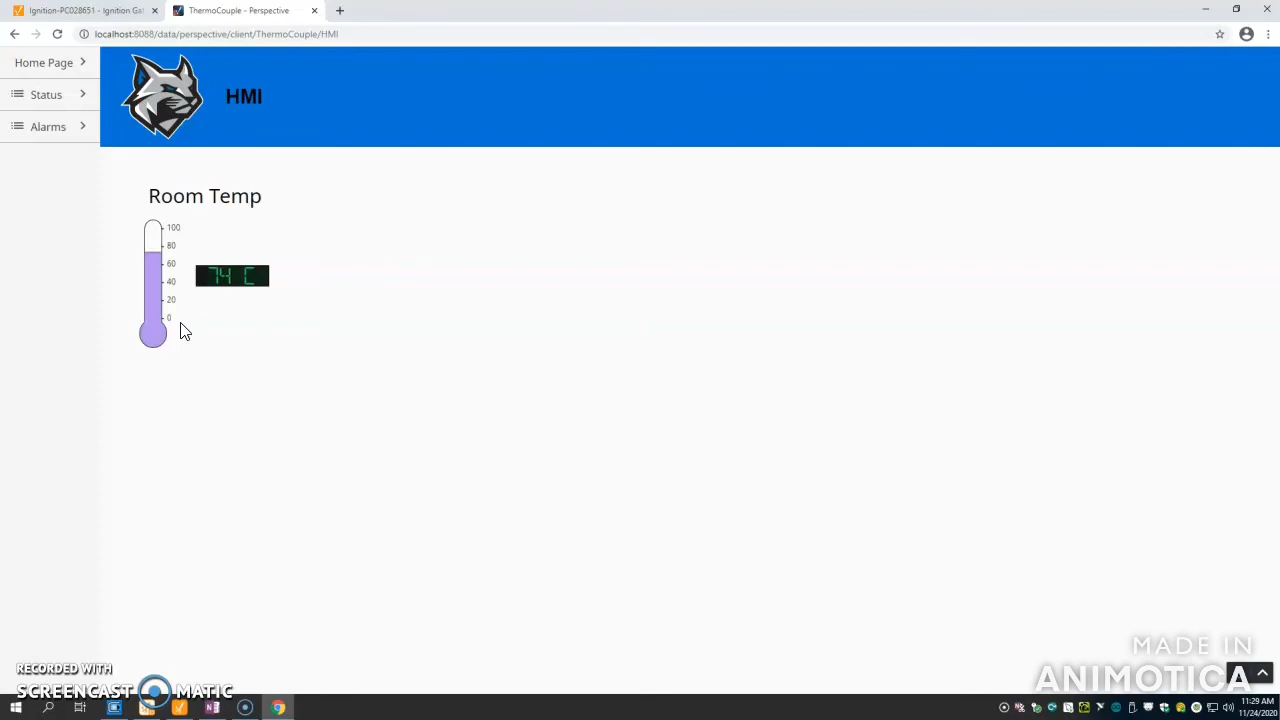 Ignition-PC028651 - Ignition Gat
ThermoCouple - Perspective
localhost:8088/data/perspective/client/ThermoCouple/HMI
Home Page
Status
Alarms
HMI
Room Temp
100
80
60
40
20
0
74 C
MADE IN
ANIMOTICA
RECORDED WITH
SCREENCAST MATIC
11:29 AM
11/24/2020